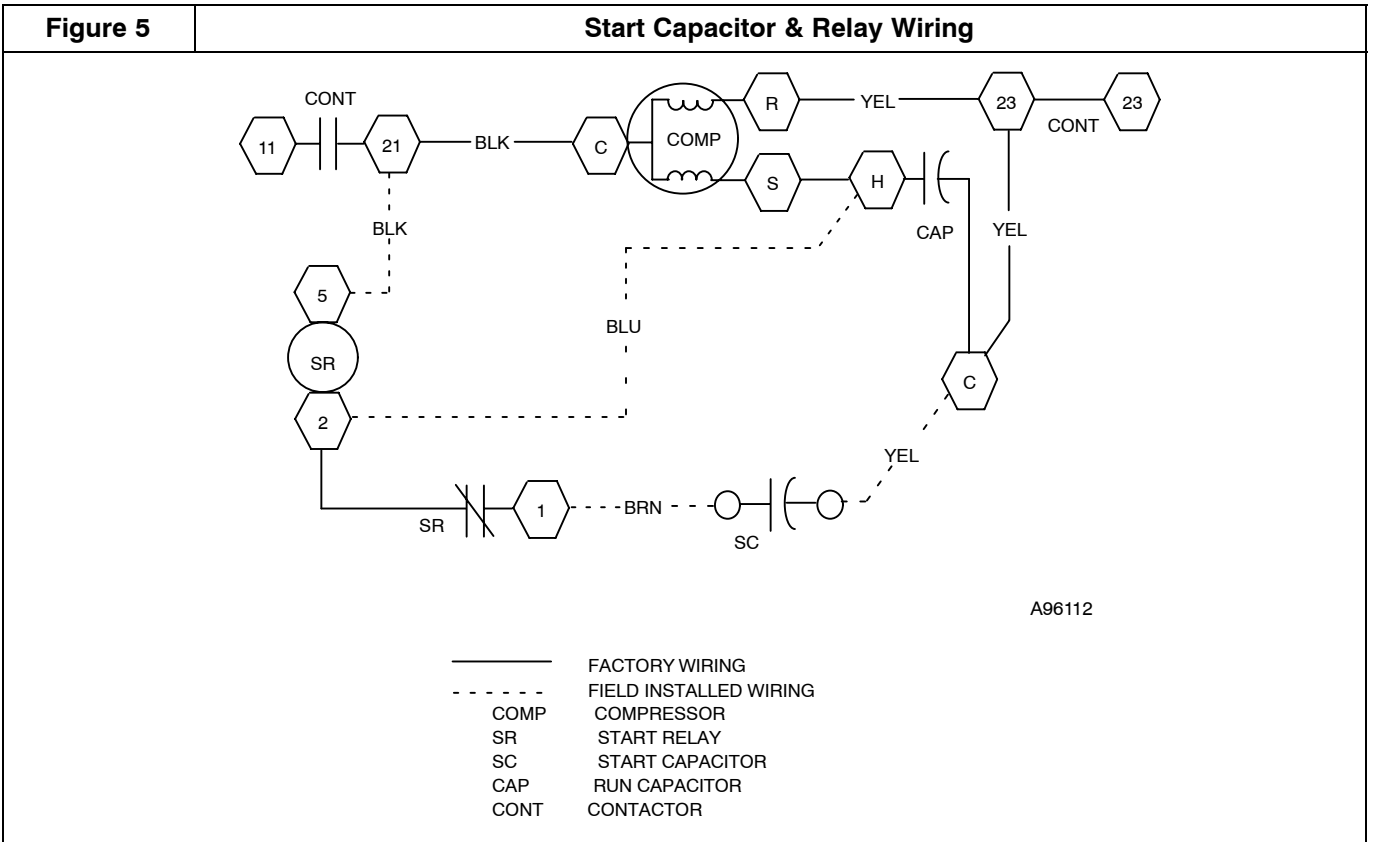 Figure 5 Start Capacitor & Relay Wiring
CONT
11 21 BLK C COMP R YEL 23 CONT 23
S H CAP YEL
BLK
5
BLU
SR
C
2
YEL
SR 1 BRN SC
A96112
FACTORY WIRING
FIELD INSTALLED WIRING
COMP COMPRESSOR
SR START RELAY
SC START CAPACITOR
CAP RUN CAPACITOR
CONT CONTACTOR